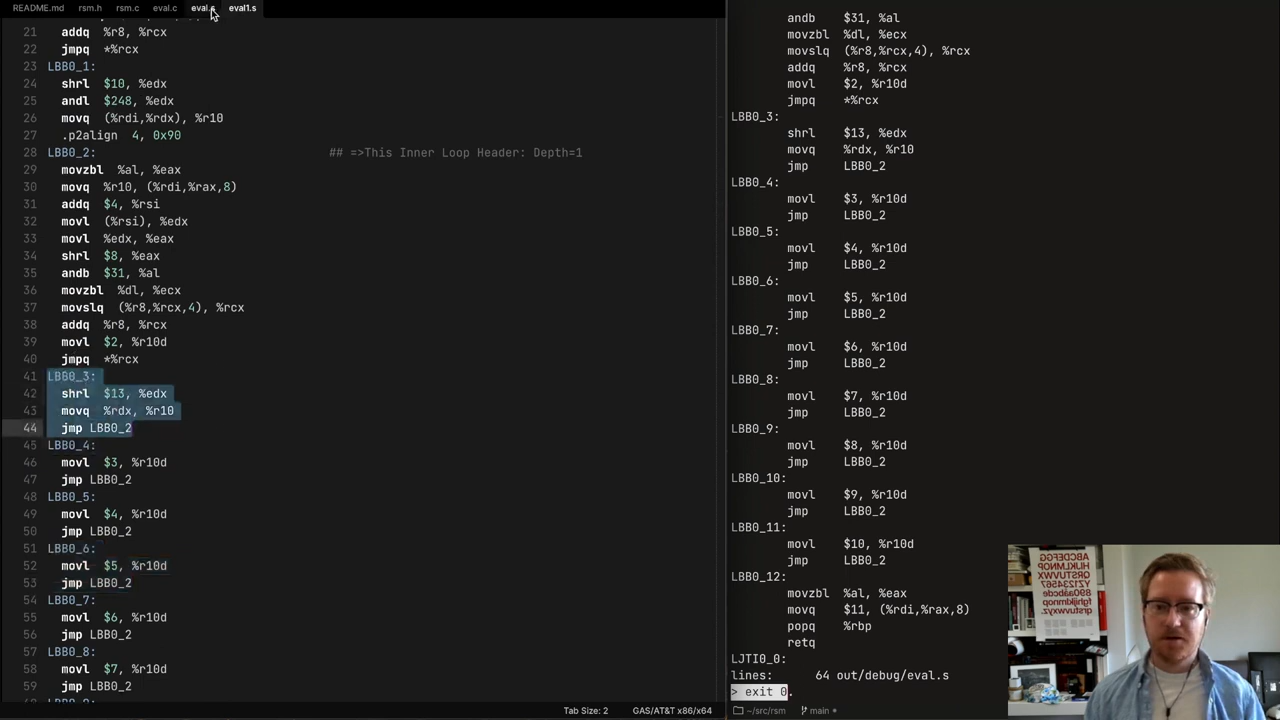 README.md rsm.h rsm.c eval.c eval.s eval1.s
21 addq %r8, %rcx
22 jmpq *%rcx
23 LBB0_1:
24 shrl $10, %edx
25 andl $248, %edx
26 movq (%rdi,%rdx), %r10
27 .p2align 4, 0x90
28 LBB0_2: ## =>This Inner Loop Header: Depth=1
29 movzbl %al, %eax
30 movq %r10, (%rdi,%rax,8)
31 addq $4, %rsi
32 movl (%rsi), %edx
33 movl %edx, %eax
34 shrl $8, %eax
35 andb $31, %al
36 movzbl %dl, %ecx
37 movslq (%r8,%rcx,4), %rcx
38 addq %r8, %rcx
39 movl $2, %r10d
40 jmpq *%rcx
41 LBB0_3:
42 shrl $13, %edx
43 movq %rdx, %r10
44 jmp LBB0_2
45 LBB0_4:
46 movl $3, %r10d
47 jmp LBB0_2
48 LBB0_5:
49 movl $4, %r10d
50 jmp LBB0_2
51 LBB0_6:
52 movl $5, %r10d
53 jmp LBB0_2
54 LBB0_7:
55 movl $6, %r10d
56 jmp LBB0_2
57 LBB0_8:
58 movl $7, %r10d
59 jmp LBB0_2
Tab Size: 2 GAS/AT&T x86/x64
andb $31, %al
movzbl %dl, %ecx
movslq (%r8,%rcx,4), %rcx
addq %r8, %rcx
movl $2, %r10d
jmpq *%rcx
LBB0_3:
shrl $13, %edx
movq %rdx, %r10
jmp LBB0_2
LBB0_4:
movl $3, %r10d
jmp LBB0_2
LBB0_5:
movl $4, %r10d
jmp LBB0_2
LBB0_6:
movl $5, %r10d
jmp LBB0_2
LBB0_7:
movl $6, %r10d
jmp LBB0_2
LBB0_8:
movl $7, %r10d
jmp LBB0_2
LBB0_9:
movl $8, %r10d
jmp LBB0_2
LBB0_10:
movl $9, %r10d
jmp LBB0_2
LBB0_11:
movl $10, %r10d
jmp LBB0_2
LBB0_12:
movzbl %al, %eax
movq $11, (%rdi,%rax,8)
popq %rbp
retq
LJTI0_0:
lines: 64 out/debug/eval.s
> exit 0.
~/src/rsm main